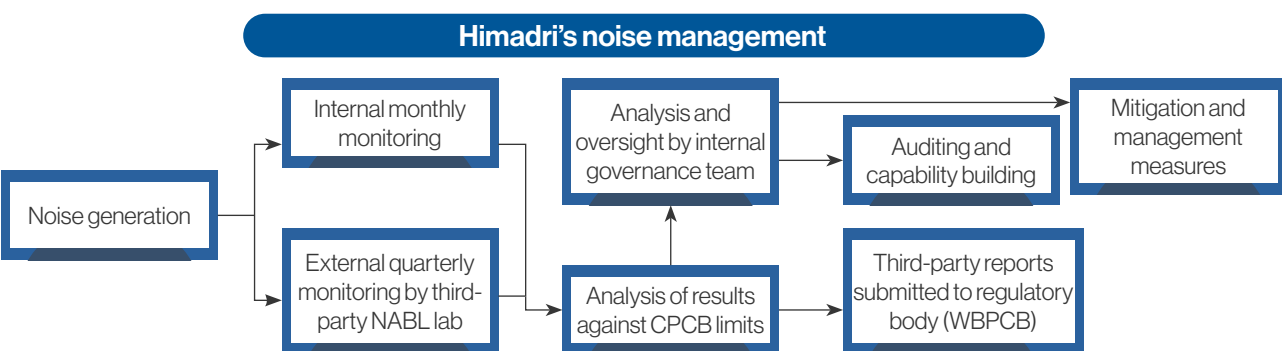 Himadri's noise management
Noise generation
Internal monthly
monitoring
External quarterly
monitoring by third-
party NABL lab
Analysis and
oversight by internal
governance team
Analysis of results
against CPCB limits
Auditing and
capability building
Third-party reports
submitted to regulatory
body (WBPCB)
Mitigation and
management
measures